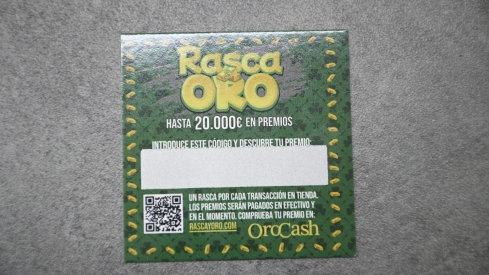 Rasca
ORO
HASTA 20.000€ EN PREMIOS
INTRODUCE ESTE CÓDIGO Y DESCUBRE TU PREMIO:
UN RASCA POR CADA TRANSACCIÓN EN TIENDA.
LOS PREMIOS SERÁN PAGADOS EN EFECTIVO Y
EN EL MOMENTO. COMPRUEBA TU PREMIO EN:
RASCAYORO.COM
OroCash